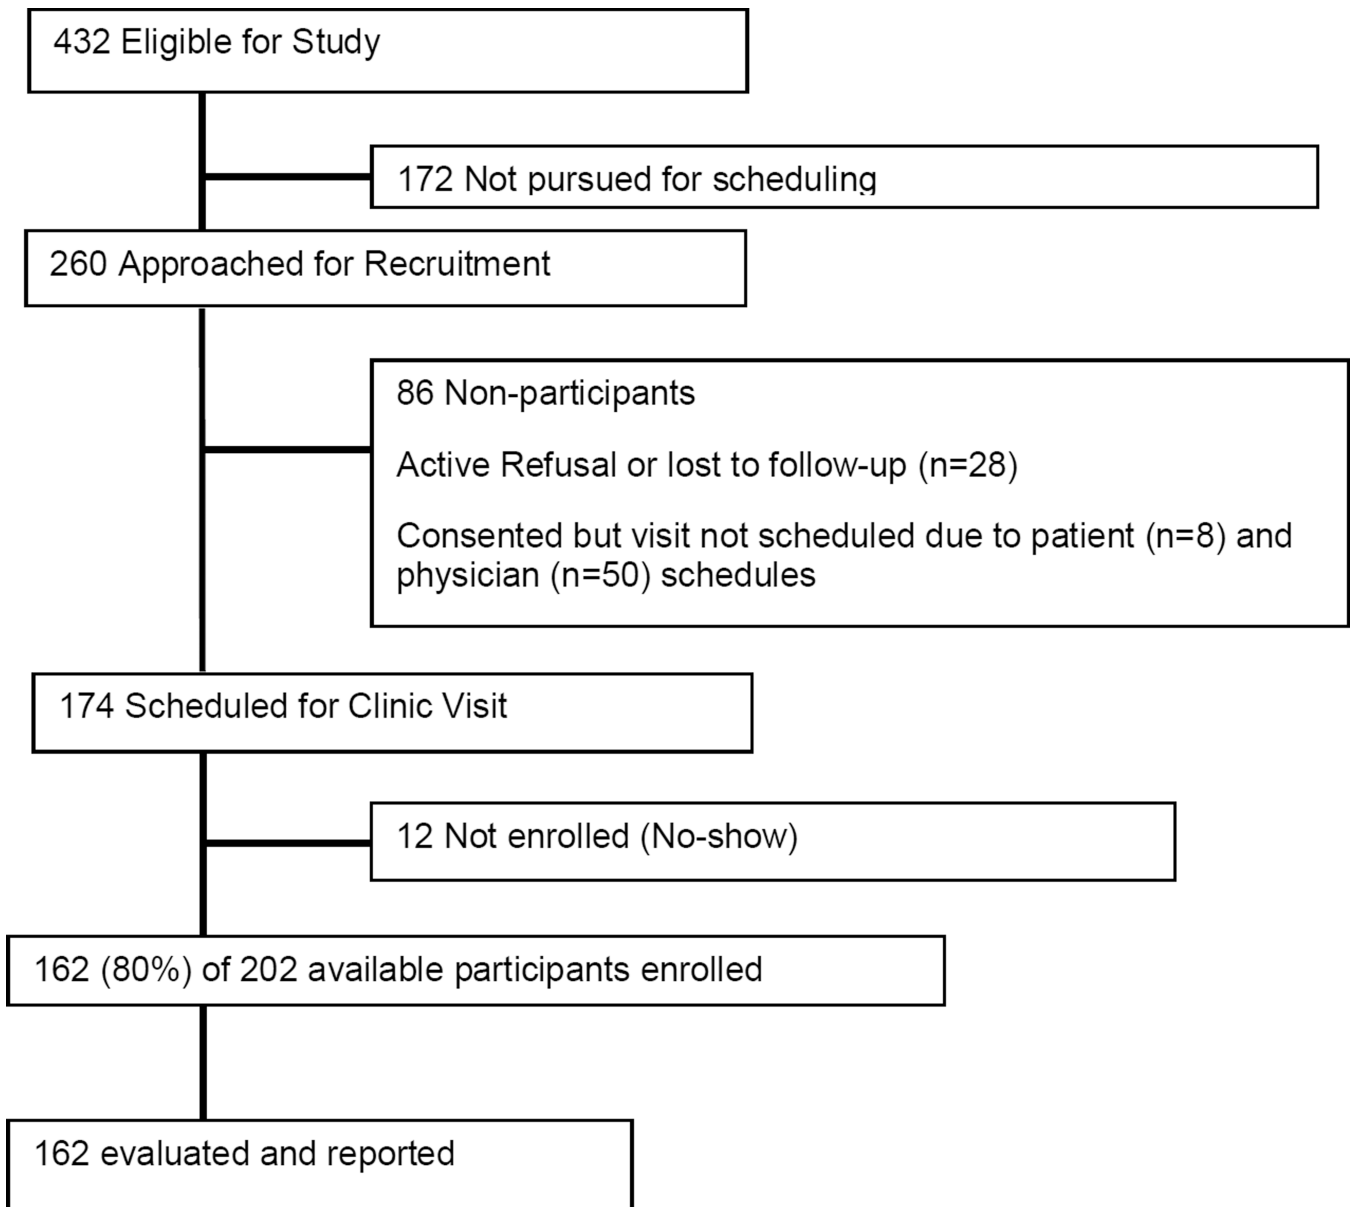 432 Eligible for Study
172 Not pursued for scheduling
260 Approached for Recruitment
86 Non-participants
Active Refusal or lost to follow-up (n=28)
Consented but visit not scheduled due to patient (n=8) and
physician (n=50) schedules
174 Scheduled for Clinic Visit
12 Not enrolled (No-show)
162 (80%) of 202 available participants enrolled
162 evaluated and reported